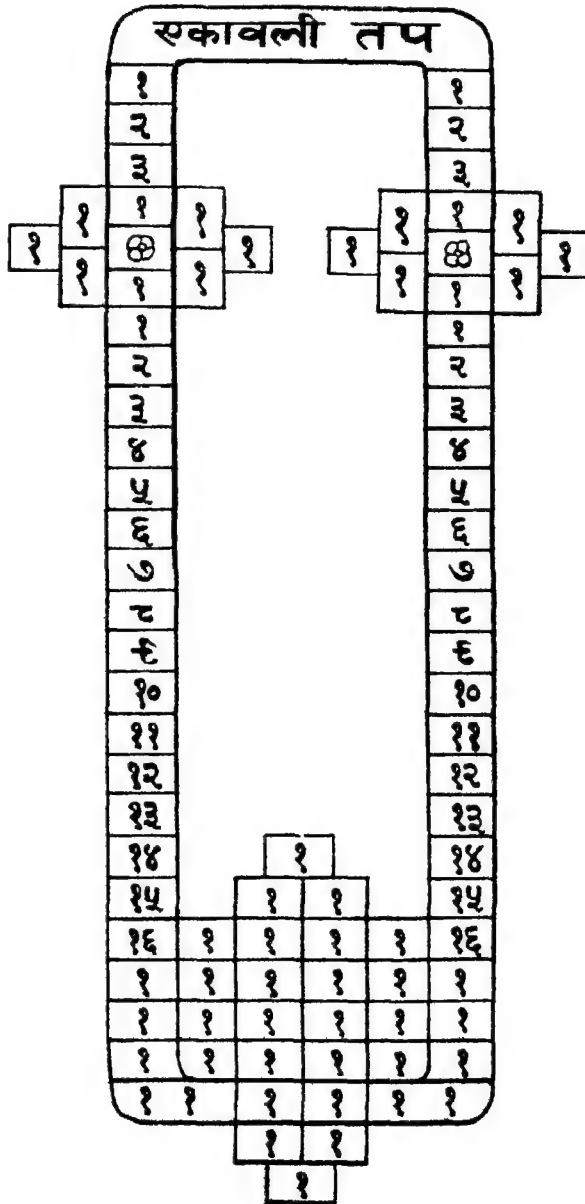 एकावली तप
१ १
२ २
३ ३
१ १ १ १ १ १
१ १ १ १
१ १ १ १ १ १
१ १
२ २
३ ३
४ ४
५ ५
६ ६
७ ७
८ ८
९ ९
१० १०
११ ११
१२ १२
१३ १३
१४ १ १४
१५ १ १ १५
१६ १ १ १ १ १६
१ १ १ १ १ १
१ १ १ १ १ १
१ १ १ १ १ १
१ १ १ १ १ १
१ १
१